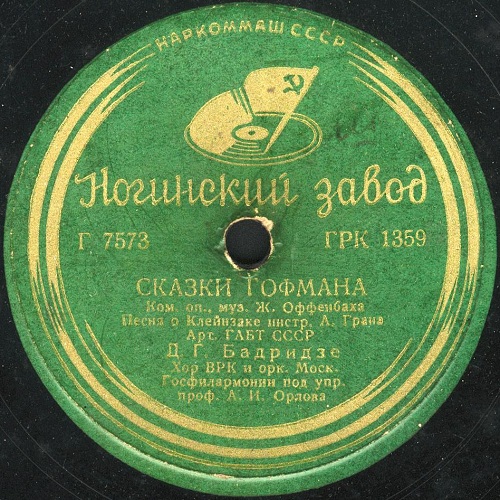 НАРКОММАШ СССР
Ногинский завод
Г 7573 ГРК 1359
СКАЗКИ ГОФМАНА
Ком. оп., муз. Ж. Оффенбаха
Песня о Клейнзаке инстр. А. Грана
Арт. ГАБТ СССР
Д. Г. Бадридзе
Хор ВРК и орк. Моск.
Госфилармонии под упр.
проф. А. И. Орлова